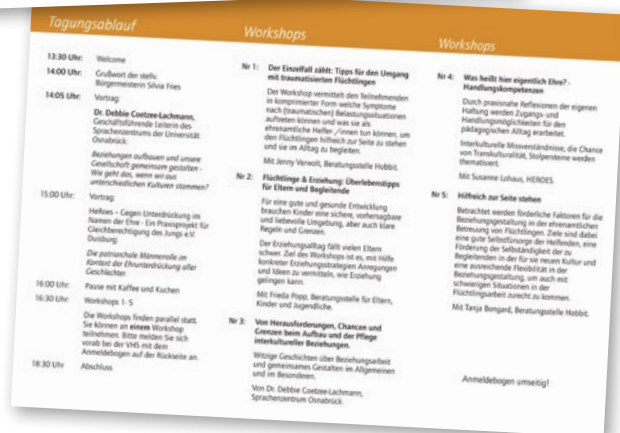 Tagungsablauf
13:30 Uhr: Welcome
14:00 Uhr: Grußwort der stellv.
Bürgermeisterin Silvia Fries
14:05 Uhr: Vortrag:
Dr. Debbie Coetzee-Lachmann,
Geschäftsführende Leiterin des
Sprachenzentrums der Universität
Osnabrück:
Beziehungen aufbauen und unsere
Gesellschaft gemeinsam gestalten -
Wie geht das, wenn wir aus
unterschiedlichen Kulturen stammen?
15:00 Uhr: Vortrag:
HeRoes – Gegen Unterdrückung im
Namen der Ehre - Ein Praxisprojekt für
Gleichberechtigung des Jungs e.V.
Duisburg:
Die patriarchale Männerrolle im
Kontext der Ehrunterdrückung aller
Geschlechter.
16:00 Uhr: Pause mit Kaffee und Kuchen
16:30 Uhr: Workshops 1- 5
Die Workshops finden parallel statt.
Sie können an einem Workshop
teilnehmen. Bitte melden Sie sich
vorab bei der VHS mit dem
Anmeldebogen auf der Rückseite an.
18:30 Uhr Abschluss
Workshops
Nr 1: Der Einzelfall zählt: Tipps für den Umgang
mit traumatisierten Flüchtlingen
Der Workshop vermittelt den Teilnehmenden
in komprimierter Form welche Symptome
nach (traumatischen) Belastungssituationen
auftreten können und was sie als
ehrenamtliche Helfer-/innen tun können, um
den Flüchtlingen hilfreich zur Seite zu stehen
und sie im Alltag zu begleiten.
Mit Jenny Verwolt, Beratungsstelle Hobbit.
Nr 2: Flüchtlinge & Erziehung: Überlebenstipps
für Eltern und Begleitende
Für eine gute und gesunde Entwicklung
brauchen Kinder eine sichere, vorhersagbare
und liebevolle Umgebung, aber auch klare
Regeln und Grenzen.
Der Erziehungsalltag fällt vielen Eltern
schwer. Ziel des Workshops ist es, mit Hilfe
konkreter Erziehungsstrategien Anregungen
und Ideen zu vermitteln, wie Erziehung
gelingen kann.
Mit Frieda Popp, Beratungsstelle für Eltern,
Kinder und Jugendliche.
Nr 3: Von Herausforderungen, Chancen und
Grenzen beim Aufbau und der Pflege
interkultureller Beziehungen.
Witzige Geschichten über Beziehungsarbeit
und gemeinsames Gestalten im Allgemeinen
und im Besonderen.
Von Dr. Debbie Coetzee-Lachmann,
Sprachenzentrum Osnabrück.
Workshops
Nr 4: Was heißt hier eigentlich Ehre? -
Handlungskompetenzen
Durch praxisnahe Reflexionen der eigenen
Haltung werden Zugangs- und
Handlungsmöglichkeiten für den
pädagogischen Alltag erarbeitet.
Interkulturelle Missverständnisse, die Chance
von Transkulturalität, Stolpersteine werden
thematisiert.
Mit Susanne Lohaus, HEROES.
Nr 5: Hilfreich zur Seite stehen
Betrachtet werden förderliche Faktoren für die
Beziehungsgestaltung in der ehrenamtlichen
Betreuung von Flüchtlingen. Ziele sind dabei
eine gute Selbstfürsorge der Helfenden, eine
Förderung der Selbständigkeit der zu
Begleitenden in der für sie neuen Kultur und
eine ausreichende Flexibilität in der
Beziehungsgestaltung, um auch mit
schwierigen Situationen in der
Flüchtlingsarbeit zurecht zu kommen.
Mit Tanja Bongard, Beratungsstelle Hobbit.
Anmeldebogen umseitig!